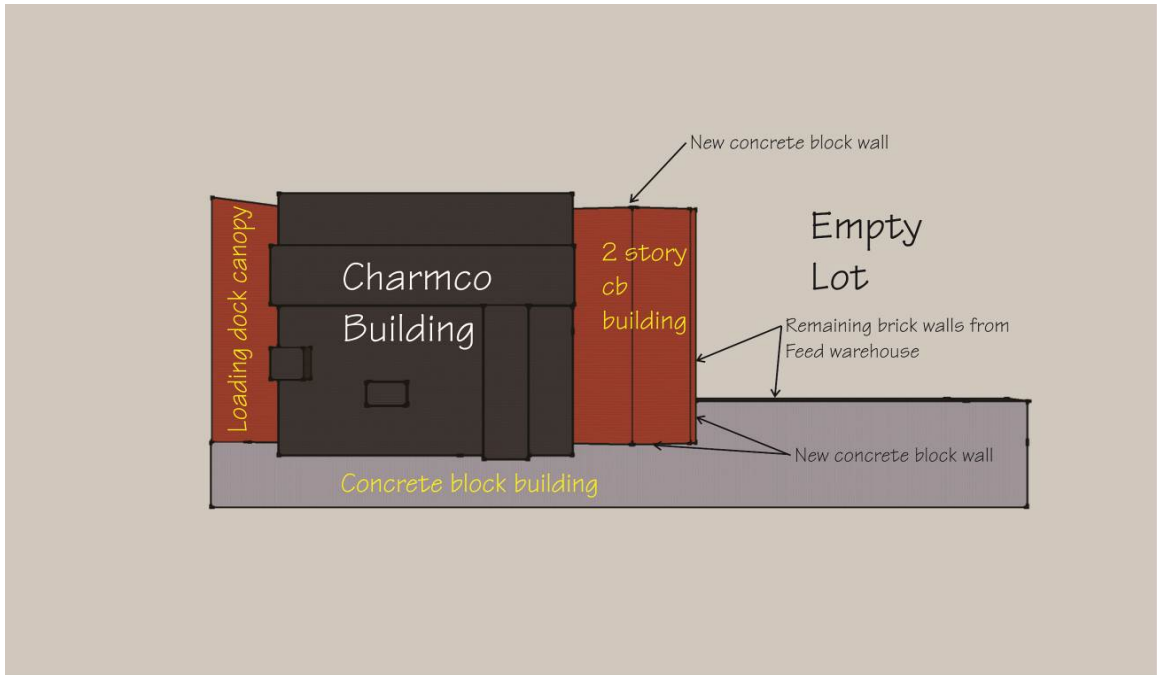 New concrete block wall
Loading dock canopy
Charmco
Building
2 story
cb
building
Empty
Lot
Remaining brick walls from
Feed warehouse
New concrete block wall
Concrete block building